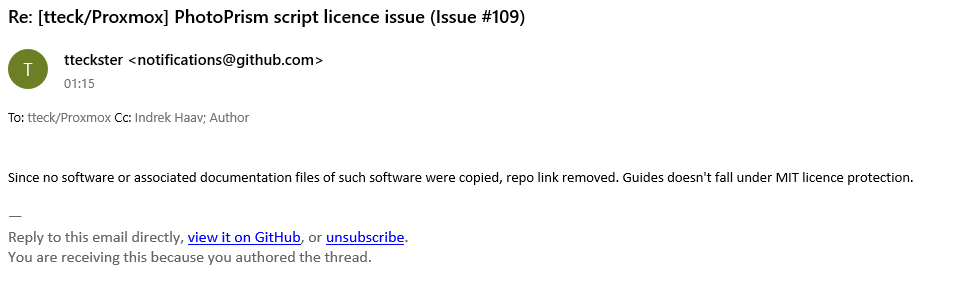 Re: [tteck/Proxmox] PhotoPrism script licence issue (Issue #109)
T
tteckster <notifications@github.com>
01:15
To: tteck/Proxmox Cc: Indrek Haav; Author
Since no software or associated documentation files of such software were copied, repo link removed. Guides doesn't fall under MIT licence protection.
—
Reply to this email directly, view it on GitHub, or unsubscribe.
You are receiving this because you authored the thread.